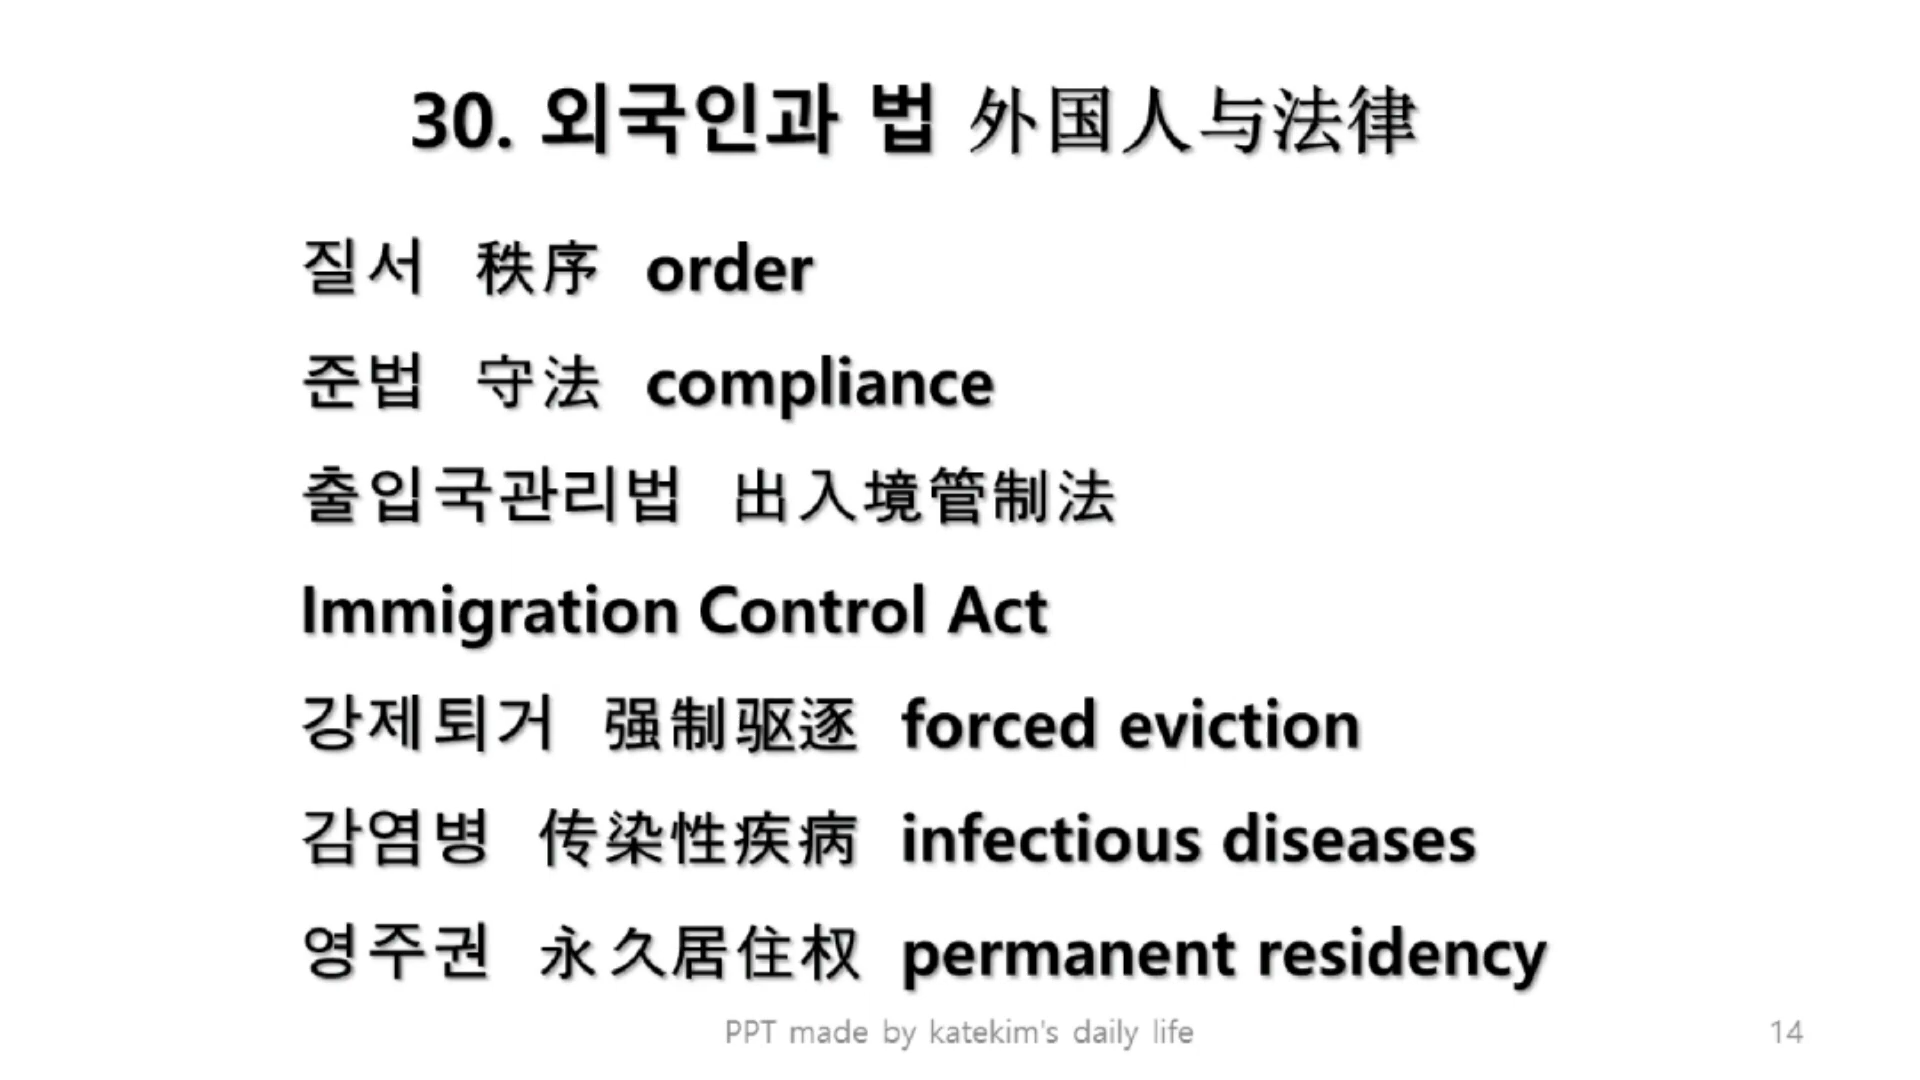 30. 외국인과 법 外国人与法律
질서 秩序 order
준법 守法 compliance
출입국관리법 出入境管制法
Immigration Control Act
강제퇴거 强制驱逐 forced eviction
감염병 传染性疾病 infectious diseases
영주권 永久居住权 permanent residency
PPT made by katekim's daily life
14